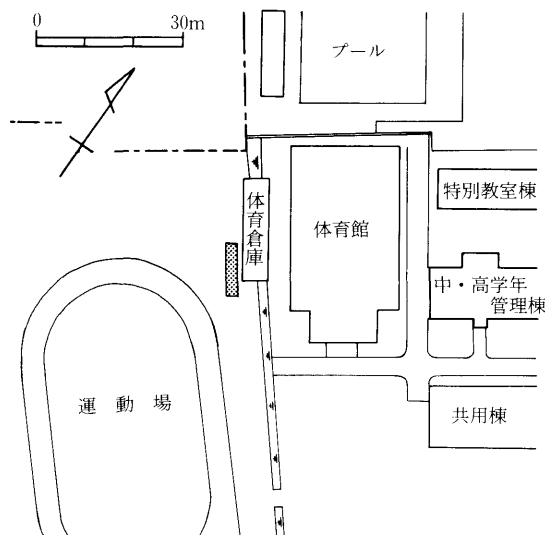 0 30m
プール
特別教室棟
体育倉庫
体育館
中・高学年
管理棟
運動場
共用棟